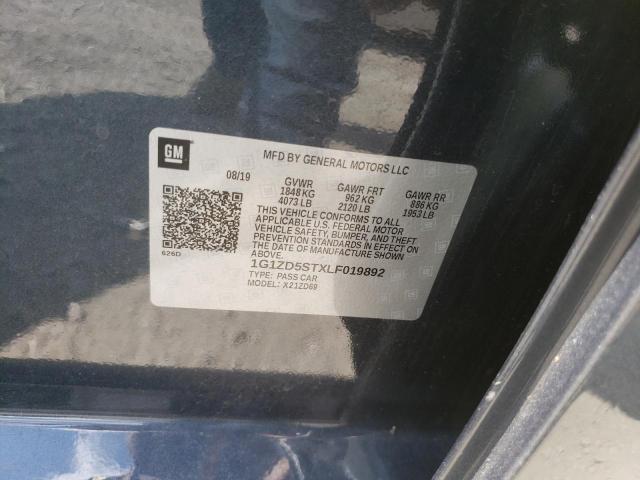 GM
MFD BY GENERAL MOTORS LLC
08/19 GVWR GAWR FRT GAWR RR
1848 KG 962 KG 886 KG
4073 LB 2120 LB 1953 LB
THIS VEHICLE CONFORMS TO ALL
APPLICABLE U.S. FEDERAL MOTOR
VEHICLE SAFETY, BUMPER, AND THEFT
PREVENTION STANDARDS IN EFFECT
ON THE DATE OF MANUFACTURE SHOWN
ABOVE.
626D
1G1ZD5STXLF019892
TYPE: PASS CAR
MODEL: X21ZD69